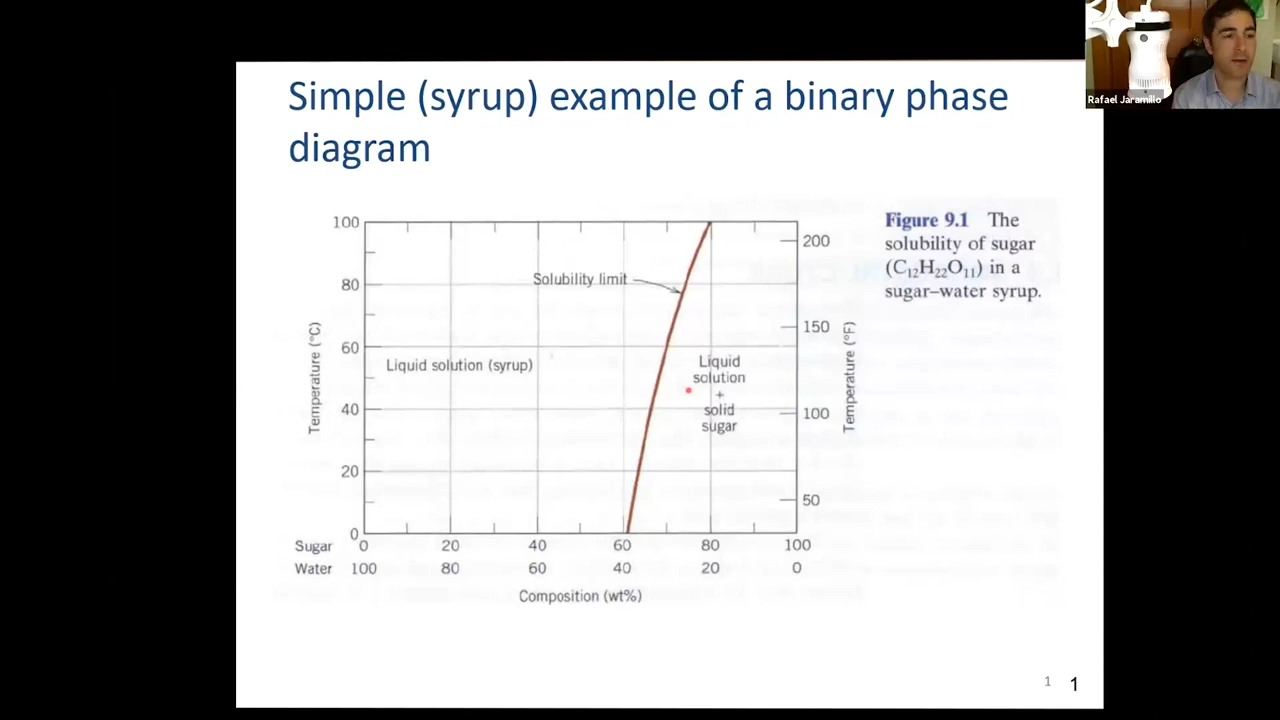 Rafael Jaramillo
Simple (syrup) example of a binary phase
diagram
Figure 9.1 The
solubility of sugar
(C₁₂H₂₂O₁₁) in a
sugar–water syrup.
100
80
60
40
20
0
Temperature (°C)
Solubility limit
Liquid solution (syrup)
Liquid
solution
+
solid
sugar
200
150
100
50
Temperature (°F)
Sugar 0 20 40 60 80 100
Water 100 80 60 40 20 0
Composition (wt%)
1 1